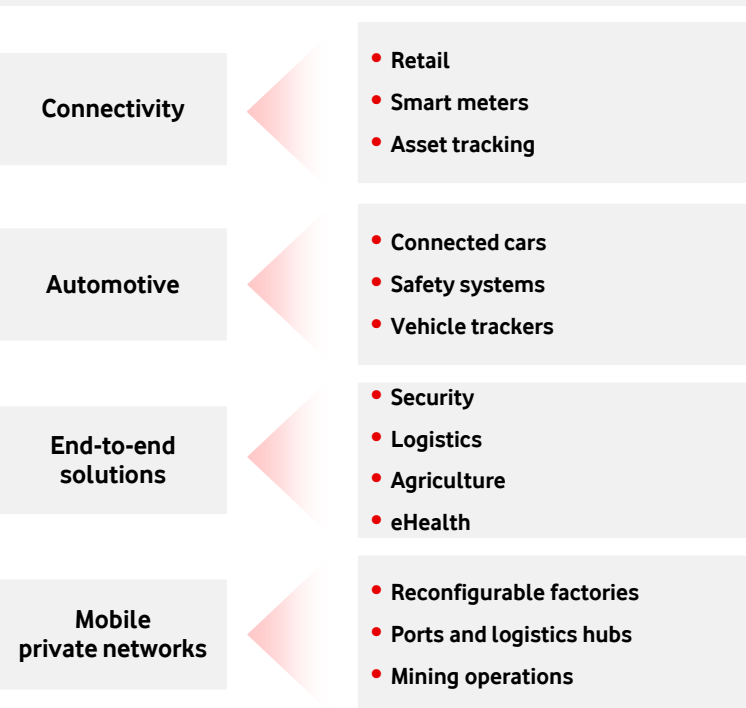 Connectivity
• Retail
• Smart meters
• Asset tracking
Automotive
• Connected cars
• Safety systems
• Vehicle trackers
End-to-end
solutions
• Security
• Logistics
• Agriculture
• eHealth
Mobile
private networks
• Reconfigurable factories
• Ports and logistics hubs
• Mining operations